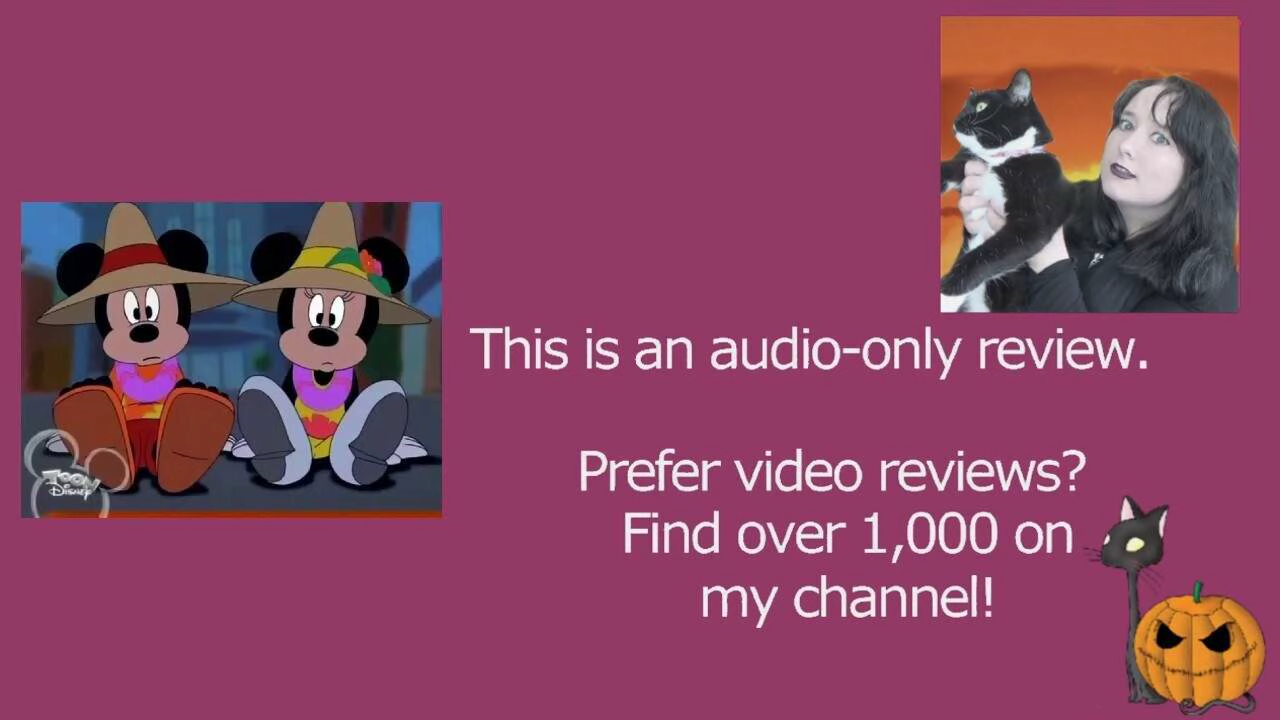 This is an audio-only review.
Prefer video reviews?
Find over 1,000 on
my channel!
TOON
DISNEY